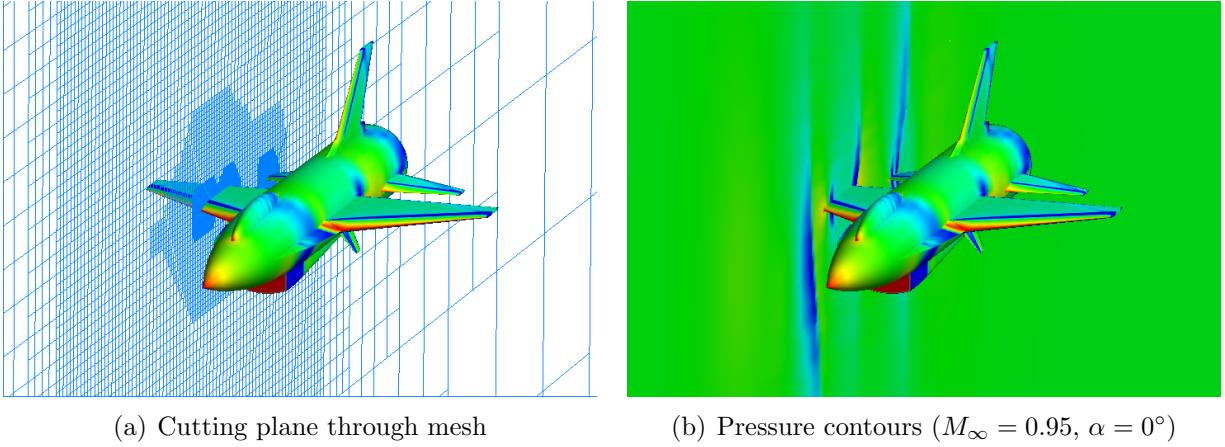 (a) Cutting plane through mesh
(b) Pressure contours (M∞ = 0.95, α = 0°)